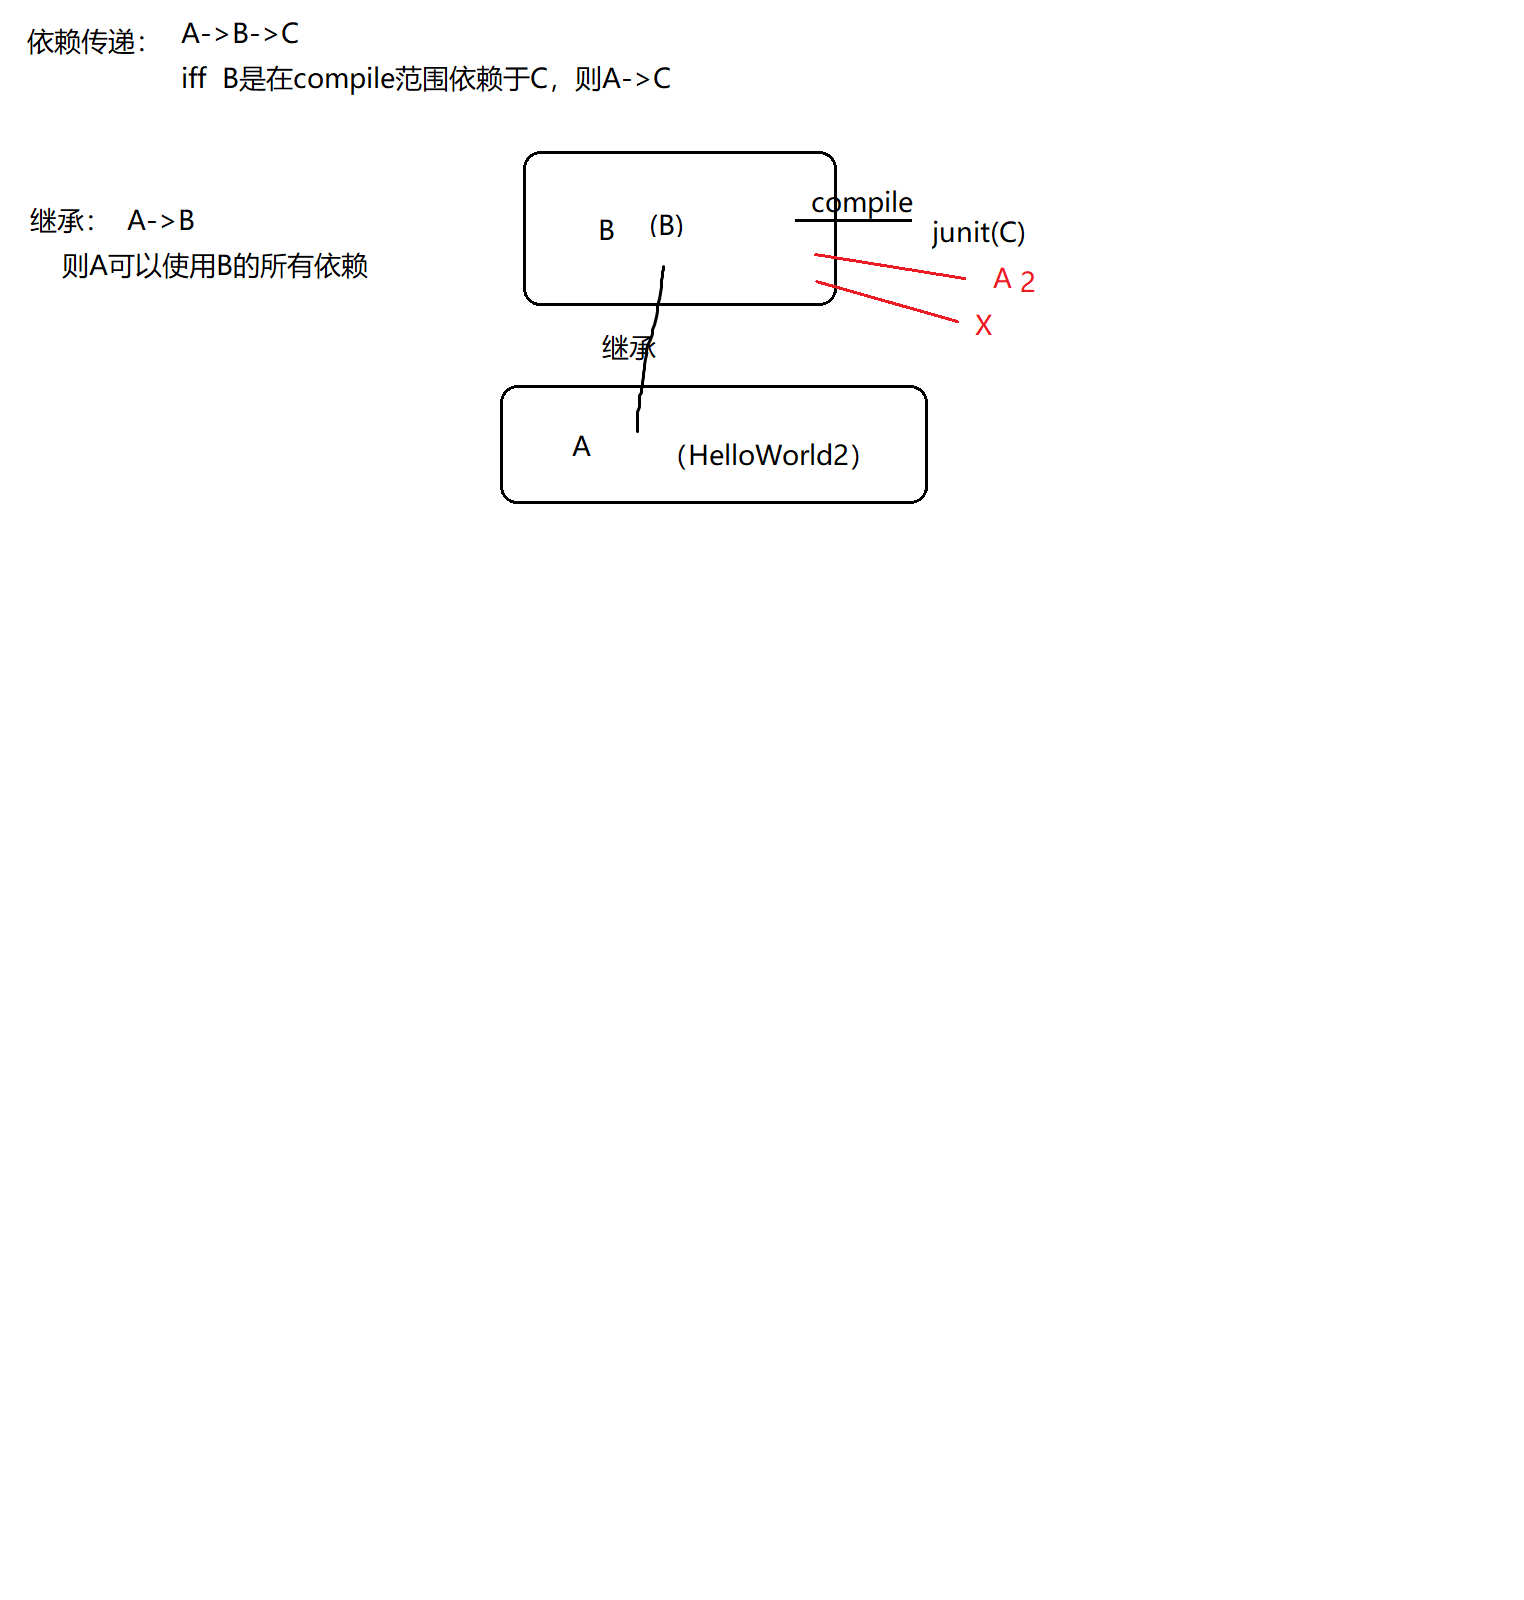 依赖传递： A->B->C
iff B是在compile范围依赖于C，则A->C
继承： A->B
则A可以使用B的所有依赖
B (B)
compile
junit(C)
A 2
X
继承
A （HelloWorld2）